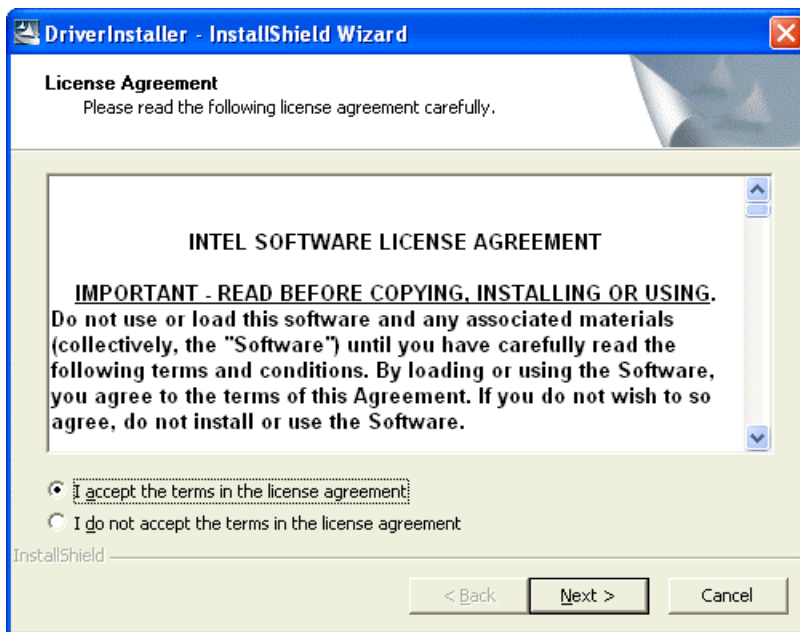 DriverInstaller - InstallShield Wizard
License Agreement
Please read the following license agreement carefully.
INTEL SOFTWARE LICENSE AGREEMENT
IMPORTANT - READ BEFORE COPYING, INSTALLING OR USING.
Do not use or load this software and any associated materials
(collectively, the "Software") until you have carefully read the
following terms and conditions. By loading or using the Software,
you agree to the terms of this Agreement. If you do not wish to so
agree, do not install or use the Software.
I accept the terms in the license agreement
I do not accept the terms in the license agreement
InstallShield
< Back Next > Cancel